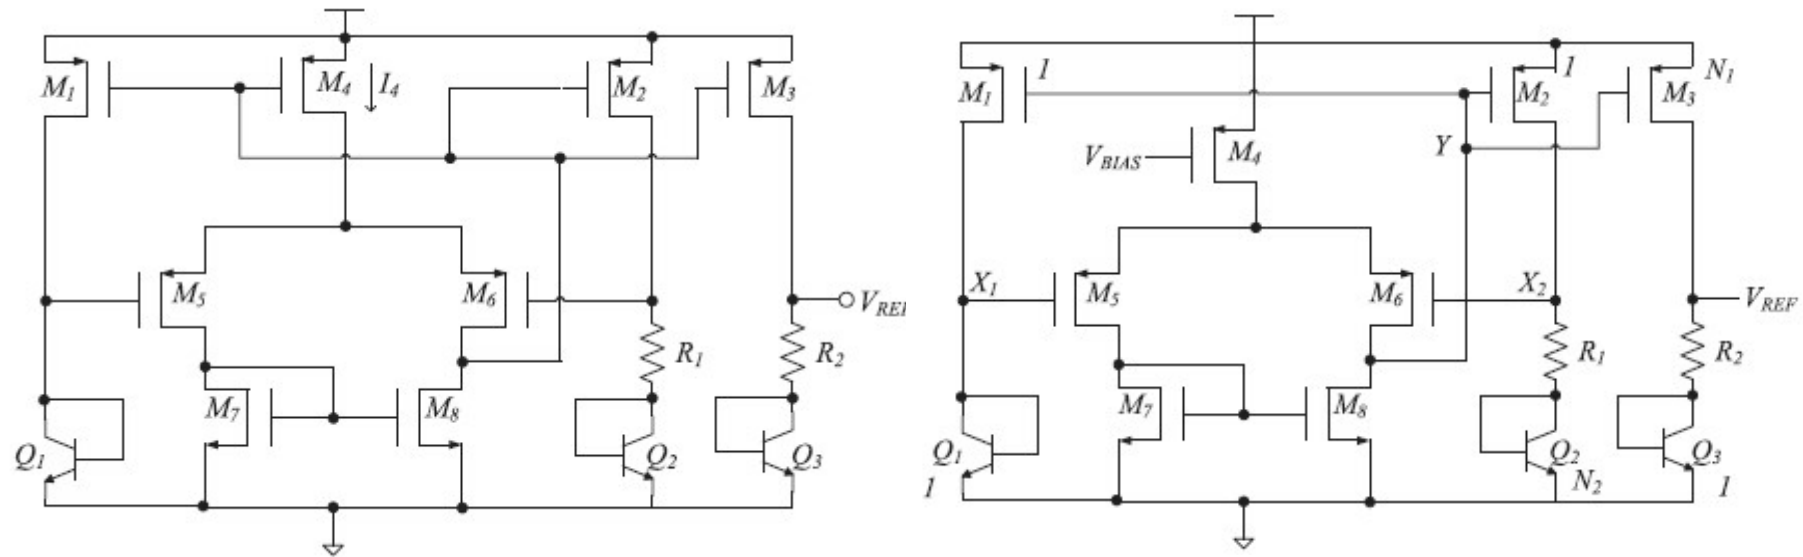 M1 M4 I4 M2 M3
M5 M6 VREF
R1 R2
M7 M8
Q1 Q2 Q3
M1 1 M2 1 M3 N1
VBIAS M4 Y
X1 M5 M6 X2 VREF
R1 R2
M7 M8
Q1 Q2 Q3
1 N2 1